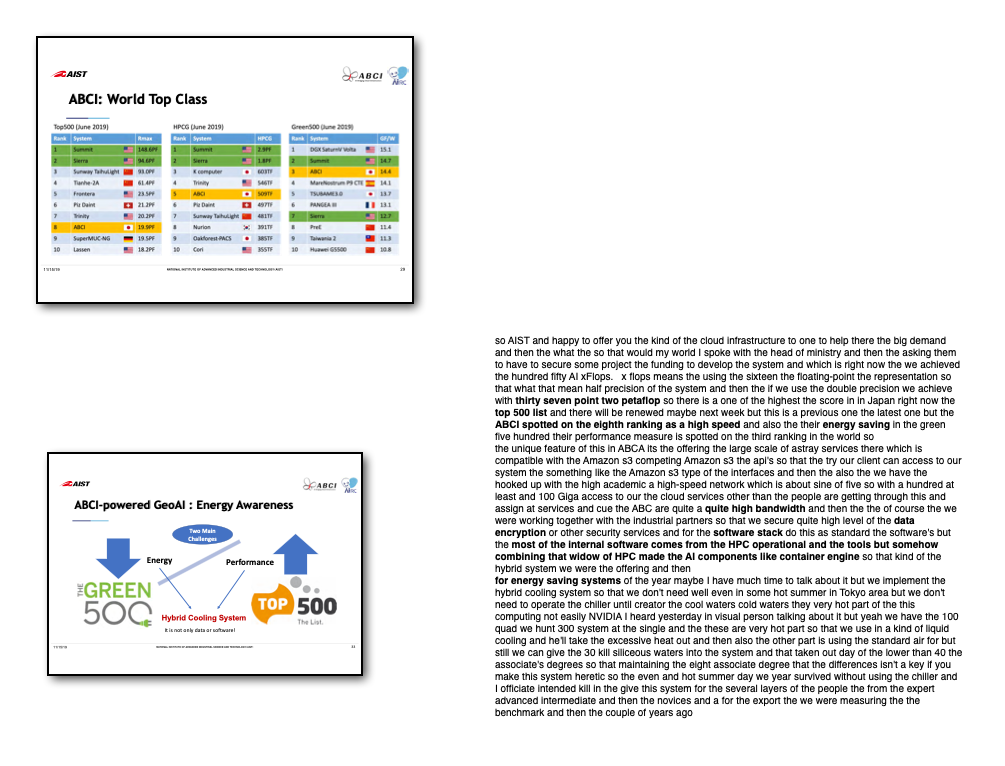 AIST
ABCI
AIRC
ABCI: World Top Class
Top500 (June 2019)
Rank System Rmax
1 Summit 148.6PF
2 Sierra 94.6PF
3 Sunway TaihuLight 93.0PF
4 Tianhe-2A 61.4PF
5 Frontera 23.5PF
6 Piz Daint 21.2PF
7 Trinity 20.2PF
8 ABCI 19.9PF
9 SuperMUC-NG 19.5PF
10 Lassen 18.2PF
HPCG (June 2019)
Rank System HPCG
1 Summit 2.9PF
2 Sierra 1.8PF
3 K computer 603TF
4 Trinity 546TF
5 ABCI 509TF
6 Piz Daint 497TF
7 Sunway TaihuLight 481TF
8 Nurion 391TF
9 Oakforest-PACS 385TF
10 Cori 355TF
Green500 (June 2019)
Rank System GF/W
1 DGX SaturnV Volta 15.1
2 Summit 14.7
3 ABCI 14.4
4 MareNostrum P9 CTE 14.1
5 TSUBAME3.0 13.7
6 PANGEA III 13.1
7 Sierra 12.7
8 PreE 11.4
9 Taiwania 2 11.3
10 Huawei GS500 10.8
NATIONAL INSTITUTE OF ADVANCED INDUSTRIAL SCIENCE AND TECHNOLOGY (AIST)
29
so AIST and happy to offer you the kind of the cloud infrastructure to one to help there the big demand
and then the what the so that would my world I spoke with the head of ministry and then the asking them
to have to secure some project the funding to develop the system and which is right now the we achieved
the hundred fifty AI xFlops. x flops means the using the sixteen the floating-point the representation so
that what that mean half precision of the system and then the if we use the double precision we achieve
with thirty seven point two petaflop so there is a one of the highest the score in in Japan right now the
top 500 list and there will be renewed maybe next week but this is a previous one the latest one but the
ABCI spotted on the eighth ranking as a high speed and also the their energy saving in the green
five hundred their performance measure is spotted on the third ranking in the world so
the unique feature of this in ABCA its the offering the large scale of astray services there which is
compatible with the Amazon s3 competing Amazon s3 the api's so that the try our client can access to our
system the something like the Amazon s3 type of the interfaces and then the also the we have the
hooked up with the high academic a high-speed network which is about sine of five so with a hundred at
least and 100 Giga access to our the cloud services other than the people are getting through this and
assign at services and cue the ABC are quite a quite high bandwidth and then the the of course the we
were working together with the industrial partners so that we secure quite high level of the data
encryption or other security services and for the software stack do this as standard the software's but
the most of the internal software comes from the HPC operational and the tools but somehow
combining that widow of HPC made the AI components like container engine so that kind of the
hybrid system we were the offering and then
for energy saving systems of the year maybe I have much time to talk about it but we implement the
hybrid cooling system so that we don't need well even in some hot summer in Tokyo area but we don't
need to operate the chiller until creator the cool waters cold waters they very hot part of the this
computing not easily NVIDIA I heard yesterday in visual person talking about it but yeah we have the 100
quad we hunt 300 system at the single and the these are very hot part so that we use in a kind of liquid
cooling and he'll take the excessive heat out and then also the other part is using the standard air for but
still we can give the 30 kill siliceous waters into the system and that taken out day of the lower than 40 the
associate's degrees so that maintaining the eight associate degree that the differences isn't a key if you
make this system heretic so the even and hot summer day we year survived without using the chiller and
I officiate intended kill in the give this system for the several layers of the people the from the expert
advanced intermediate and then the novices and a for the export the we were measuring the the
benchmark and then the couple of years ago
AIST
ABCI
AIRC
ABCI-powered GeoAI : Energy Awareness
Two Main
Challenges
Energy
Performance
The GREEN
500
TOP 500
The List.
Hybrid Cooling System
It is not only data or software!